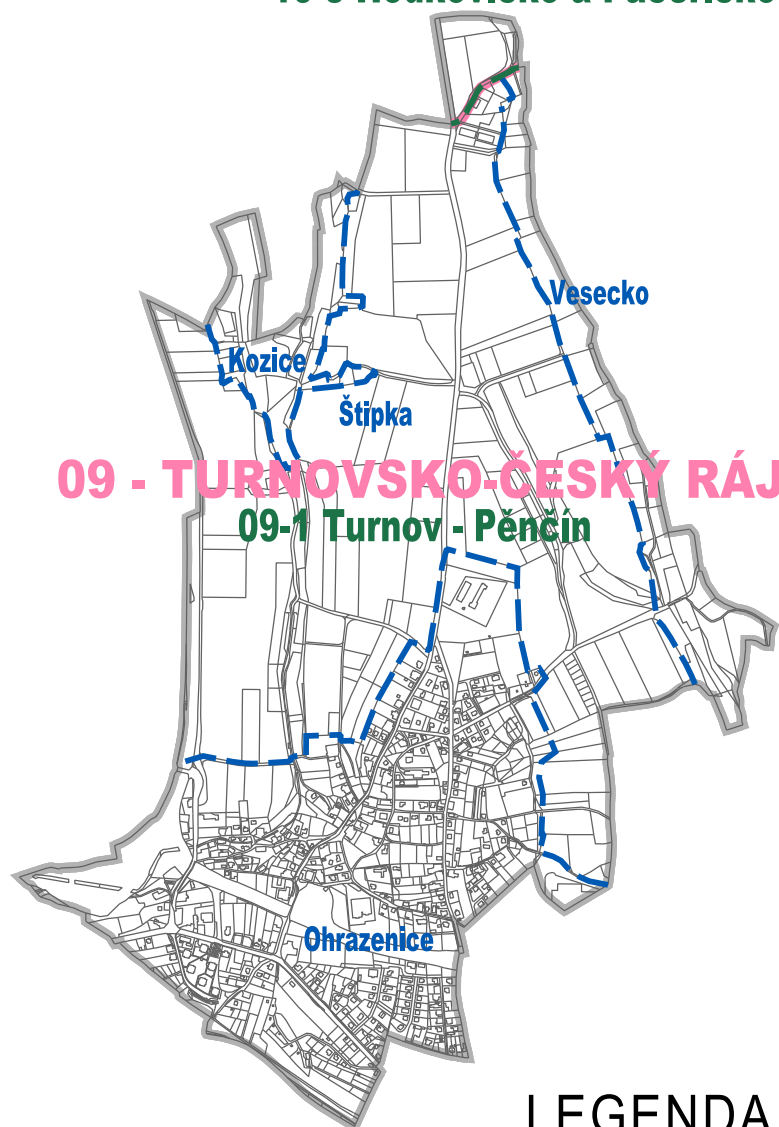 Vesecko
Kozice
Štipka
09 - TURNOVSKO-ČESKÝ RÁJ
09-1 Turnov - Pěnčín
Ohrazenice
LEGENDA